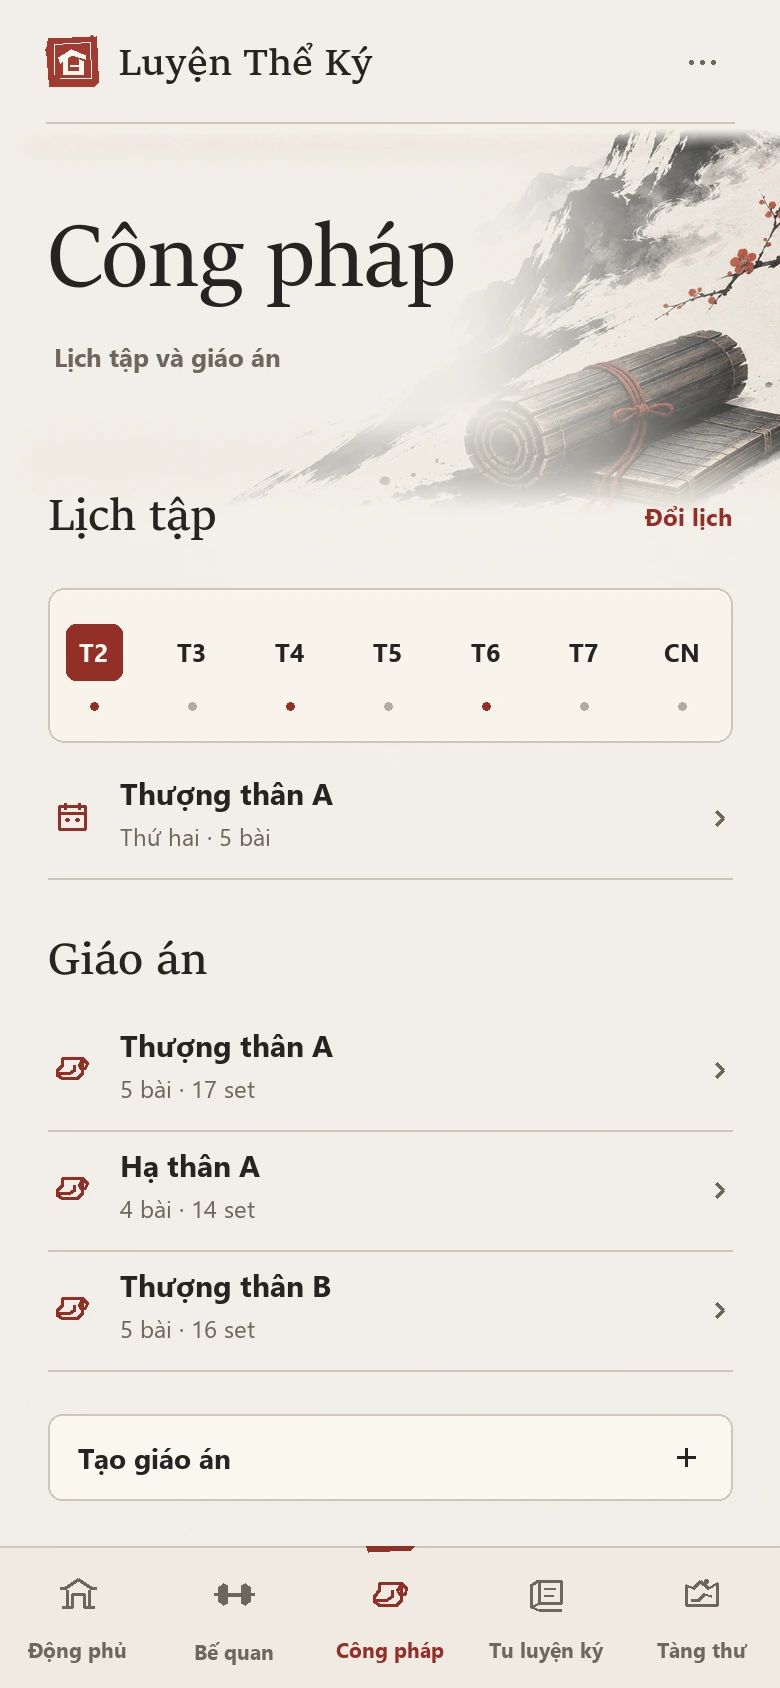 Luyện Thể Ký
Công pháp
Lịch tập và giáo án
Lịch tập
Đổi lịch
T2 T3 T4 T5 T6 T7 CN
Thượng thân A
Thứ hai · 5 bài
Giáo án
Thượng thân A
5 bài · 17 set
Hạ thân A
4 bài · 14 set
Thượng thân B
5 bài · 16 set
Tạo giáo án
Động phủ Bế quan Công pháp Tu luyện ký Tàng thư